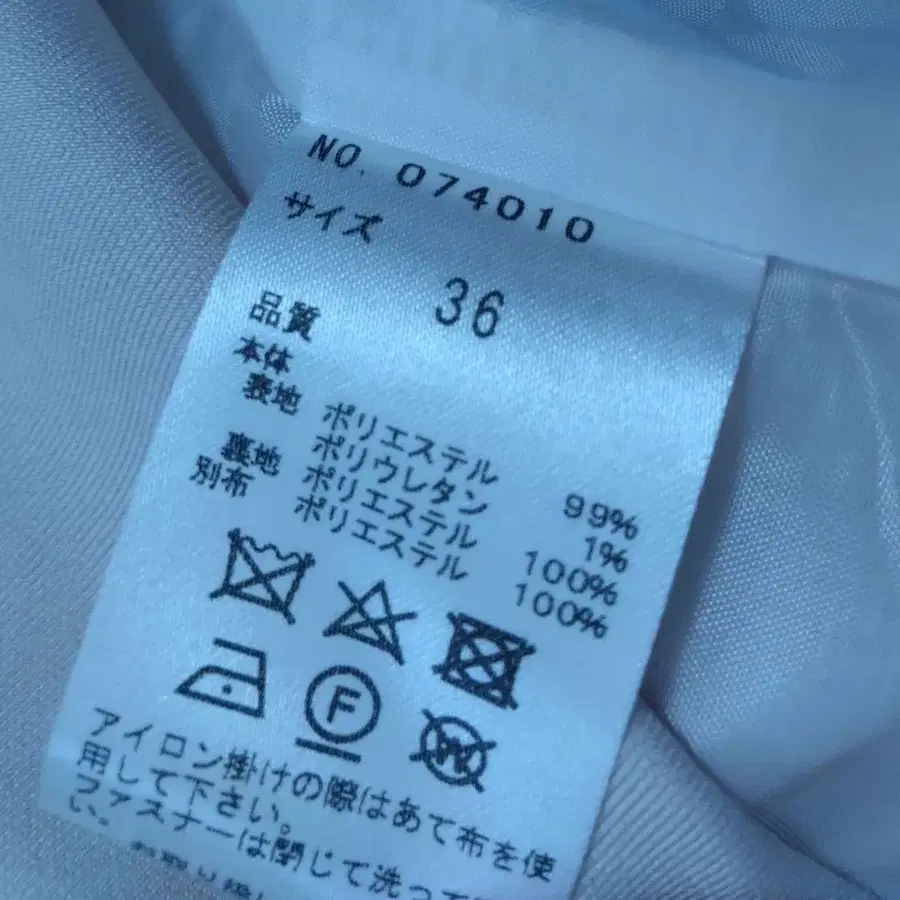 NO. 074010
サイズ
36
品質
本体
表地 ポリエステル 99%
ポリウレタン 1%
裏地 ポリエステル 100%
別布 ポリエステル 100%
F
W
アイロン掛けの際はあて布を使
用して下さい。
ファスナーは閉じて洗って
い。